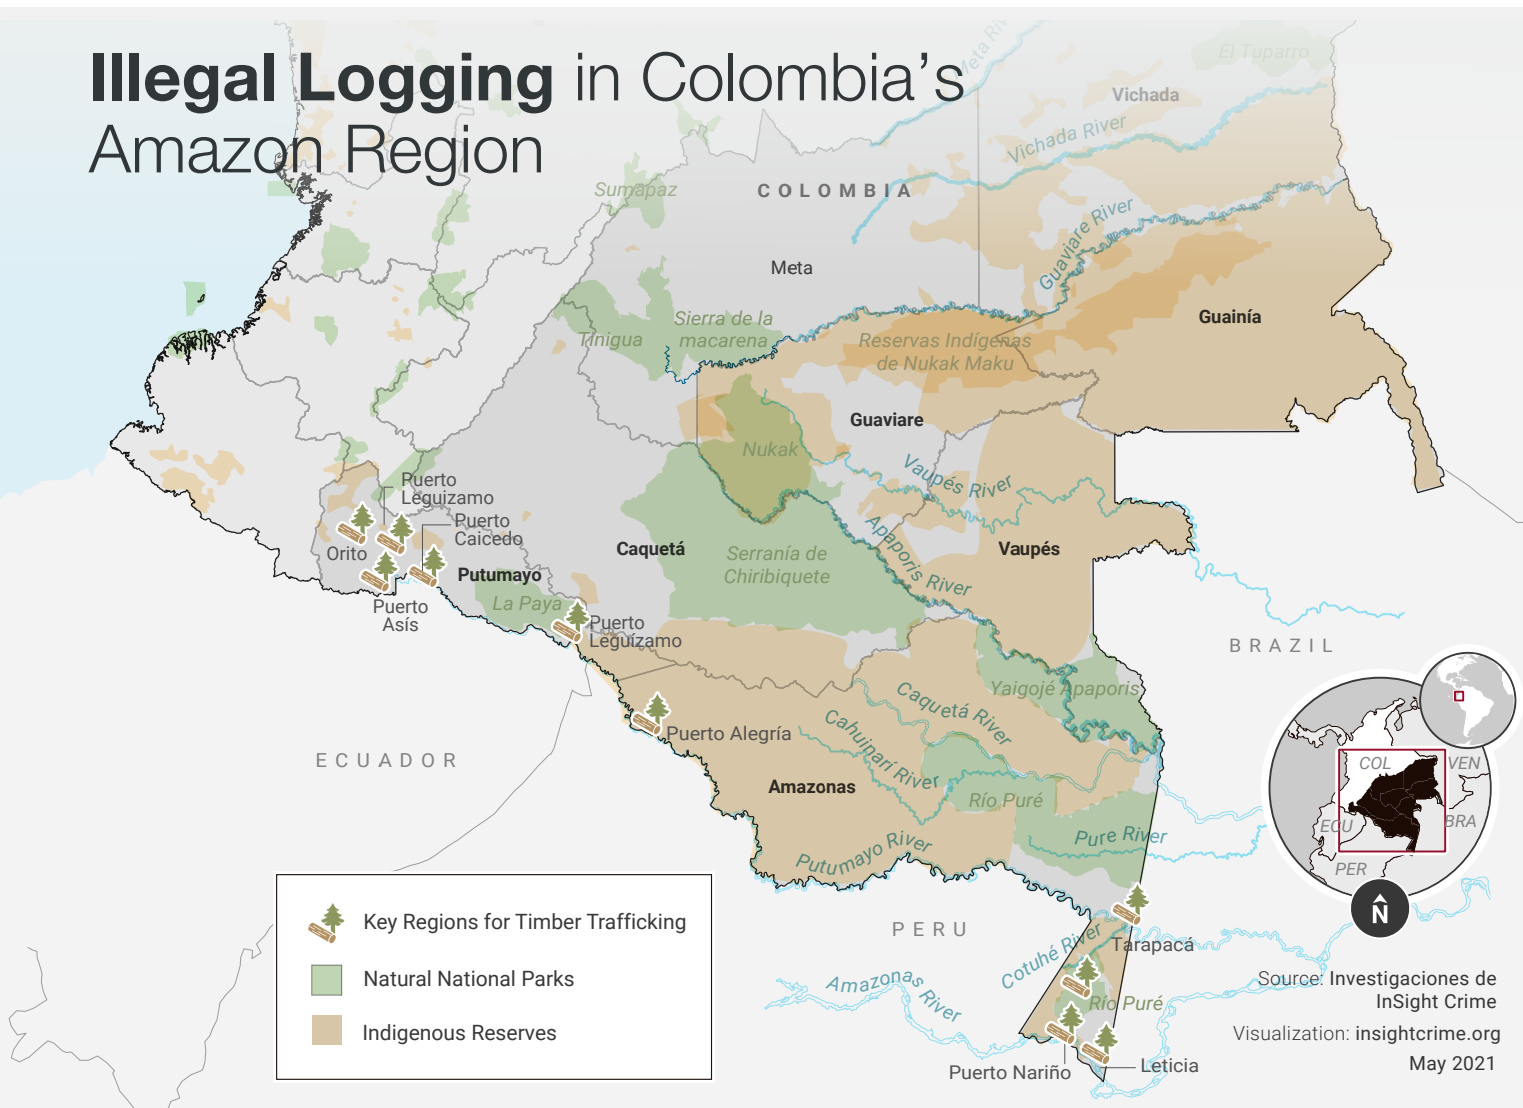 Illegal Logging in Colombia's
Amazon Region
El Tuparro
Meta Riv
Vichada
Vichada River
Sumapaz
COLOMBIA
Guaviare River
Meta
Guainía
Sierra de la
macarena
Tinigua
Reservas Indígenas
de Nukak Maku
Guaviare
Nukak
Vaupés River
Puerto
Leguizamo
Puerto
Caicedo
Orito
Putumayo
Puerto
Asís
La Paya
Puerto
Leguízamo
Caquetá
Serranía de
Chiribiquete
Apaporis River
Vaupés
BRAZIL
Yaigojé Apaporis
Caquetá River
Cahuinarí River
Puerto Alegría
ECUADOR
Amazonas
Río Puré
Pure River
Putumayo River
COL
VEN
ECU
BRA
PER
N
PERU
Tarapacá
Cotuhé River
Amazonas River
Río Puré
Puerto Nariño
Leticia
Key Regions for Timber Trafficking
Natural National Parks
Indigenous Reserves
Source: Investigaciones de
InSight Crime
Visualization: insightcrime.org
May 2021